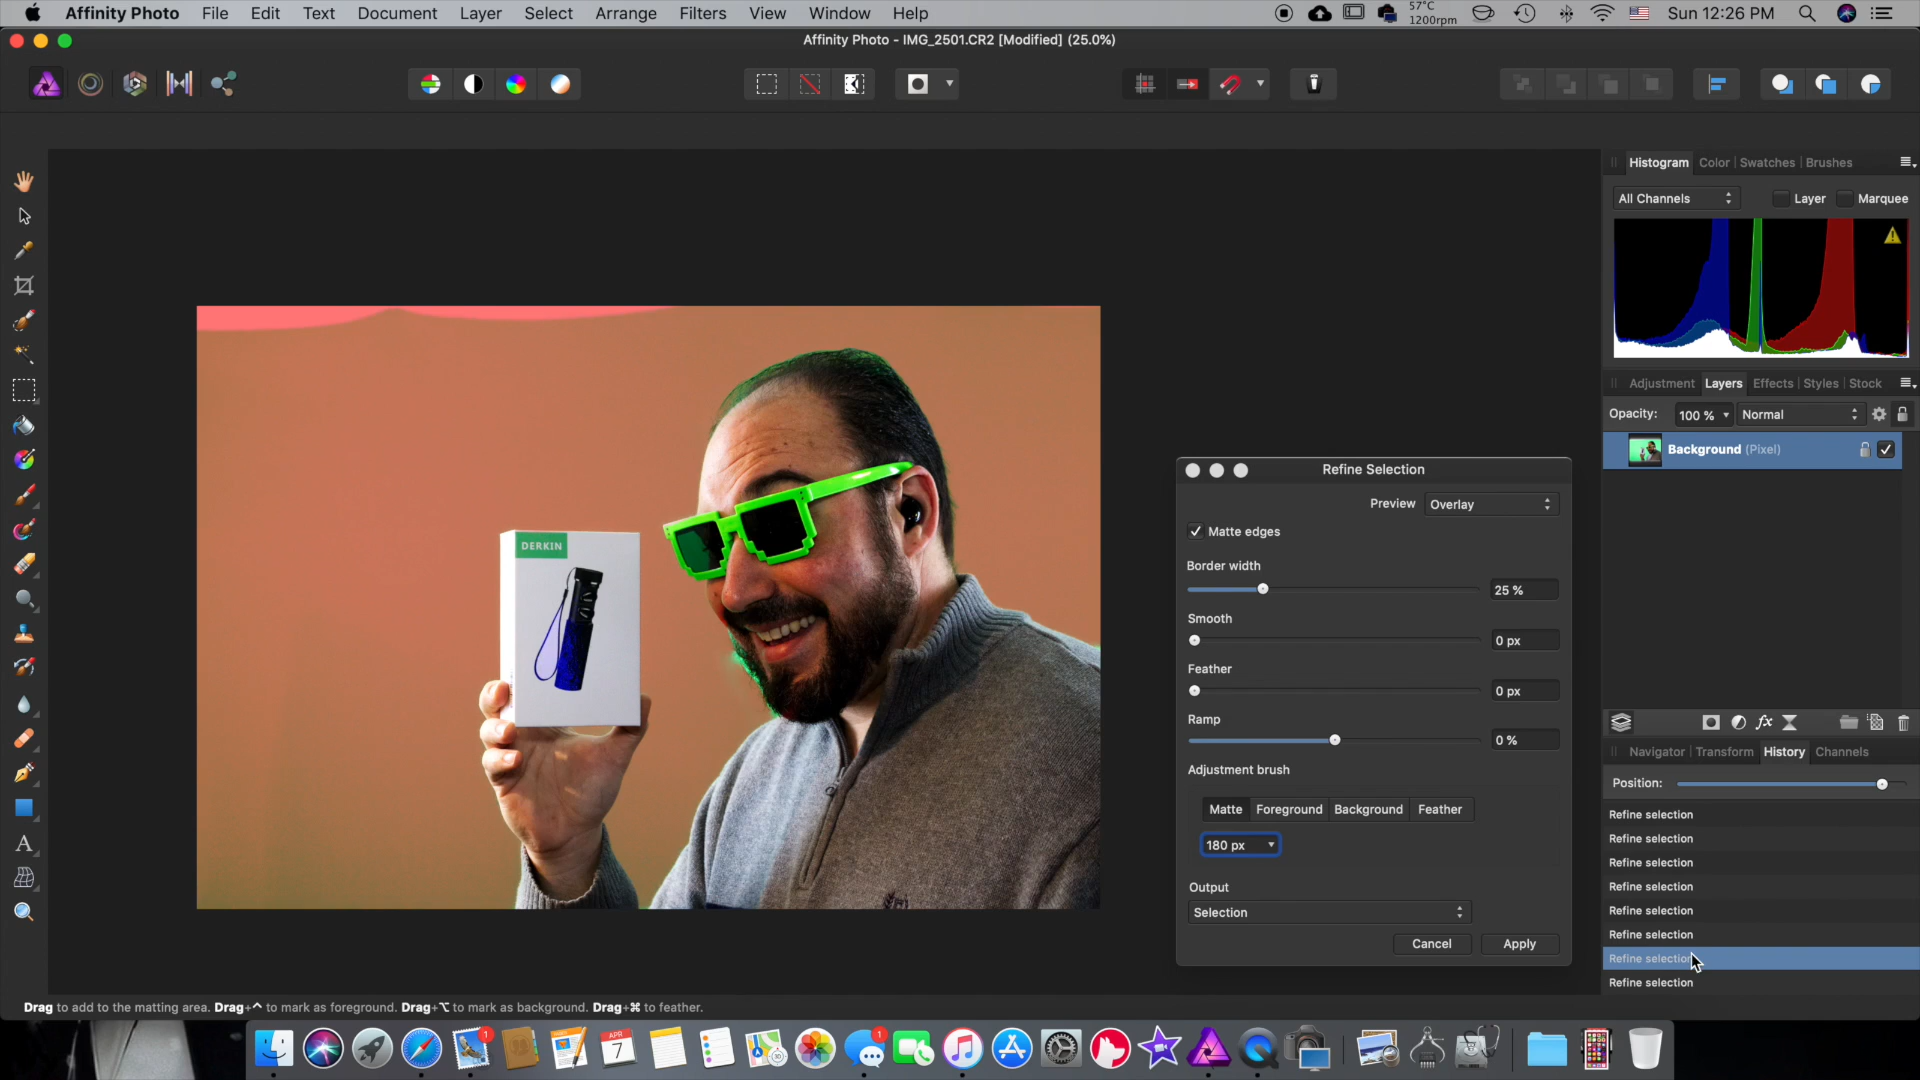 Affinity Photo File Edit Text Document Layer Select Arrange Filters View Window Help 57°C 1200rpm Sun 12:26 PM
Affinity Photo - IMG_2501.CR2 [Modified] (25.0%)
Histogram Color Swatches Brushes
All Channels Layer Marquee
Adjustment Layers Effects Styles Stock
Opacity: 100 % Normal
Background (Pixel)
DERKIN
Refine Selection
Preview Overlay
Matte edges
Border width
25 %
Smooth
0 px
Feather
0 px
Ramp
0 %
Adjustment brush
Matte Foreground Background Feather
180 px
Output
Selection
Cancel Apply
Navigator Transform History Channels
Position:
Refine selection
Refine selection
Refine selection
Refine selection
Refine selection
Refine selection
Refine selection
Refine selection
Drag to add to the matting area. Drag+⌃ to mark as foreground. Drag+⌥ to mark as background. Drag+⌘ to feather.
1
APR
7
1